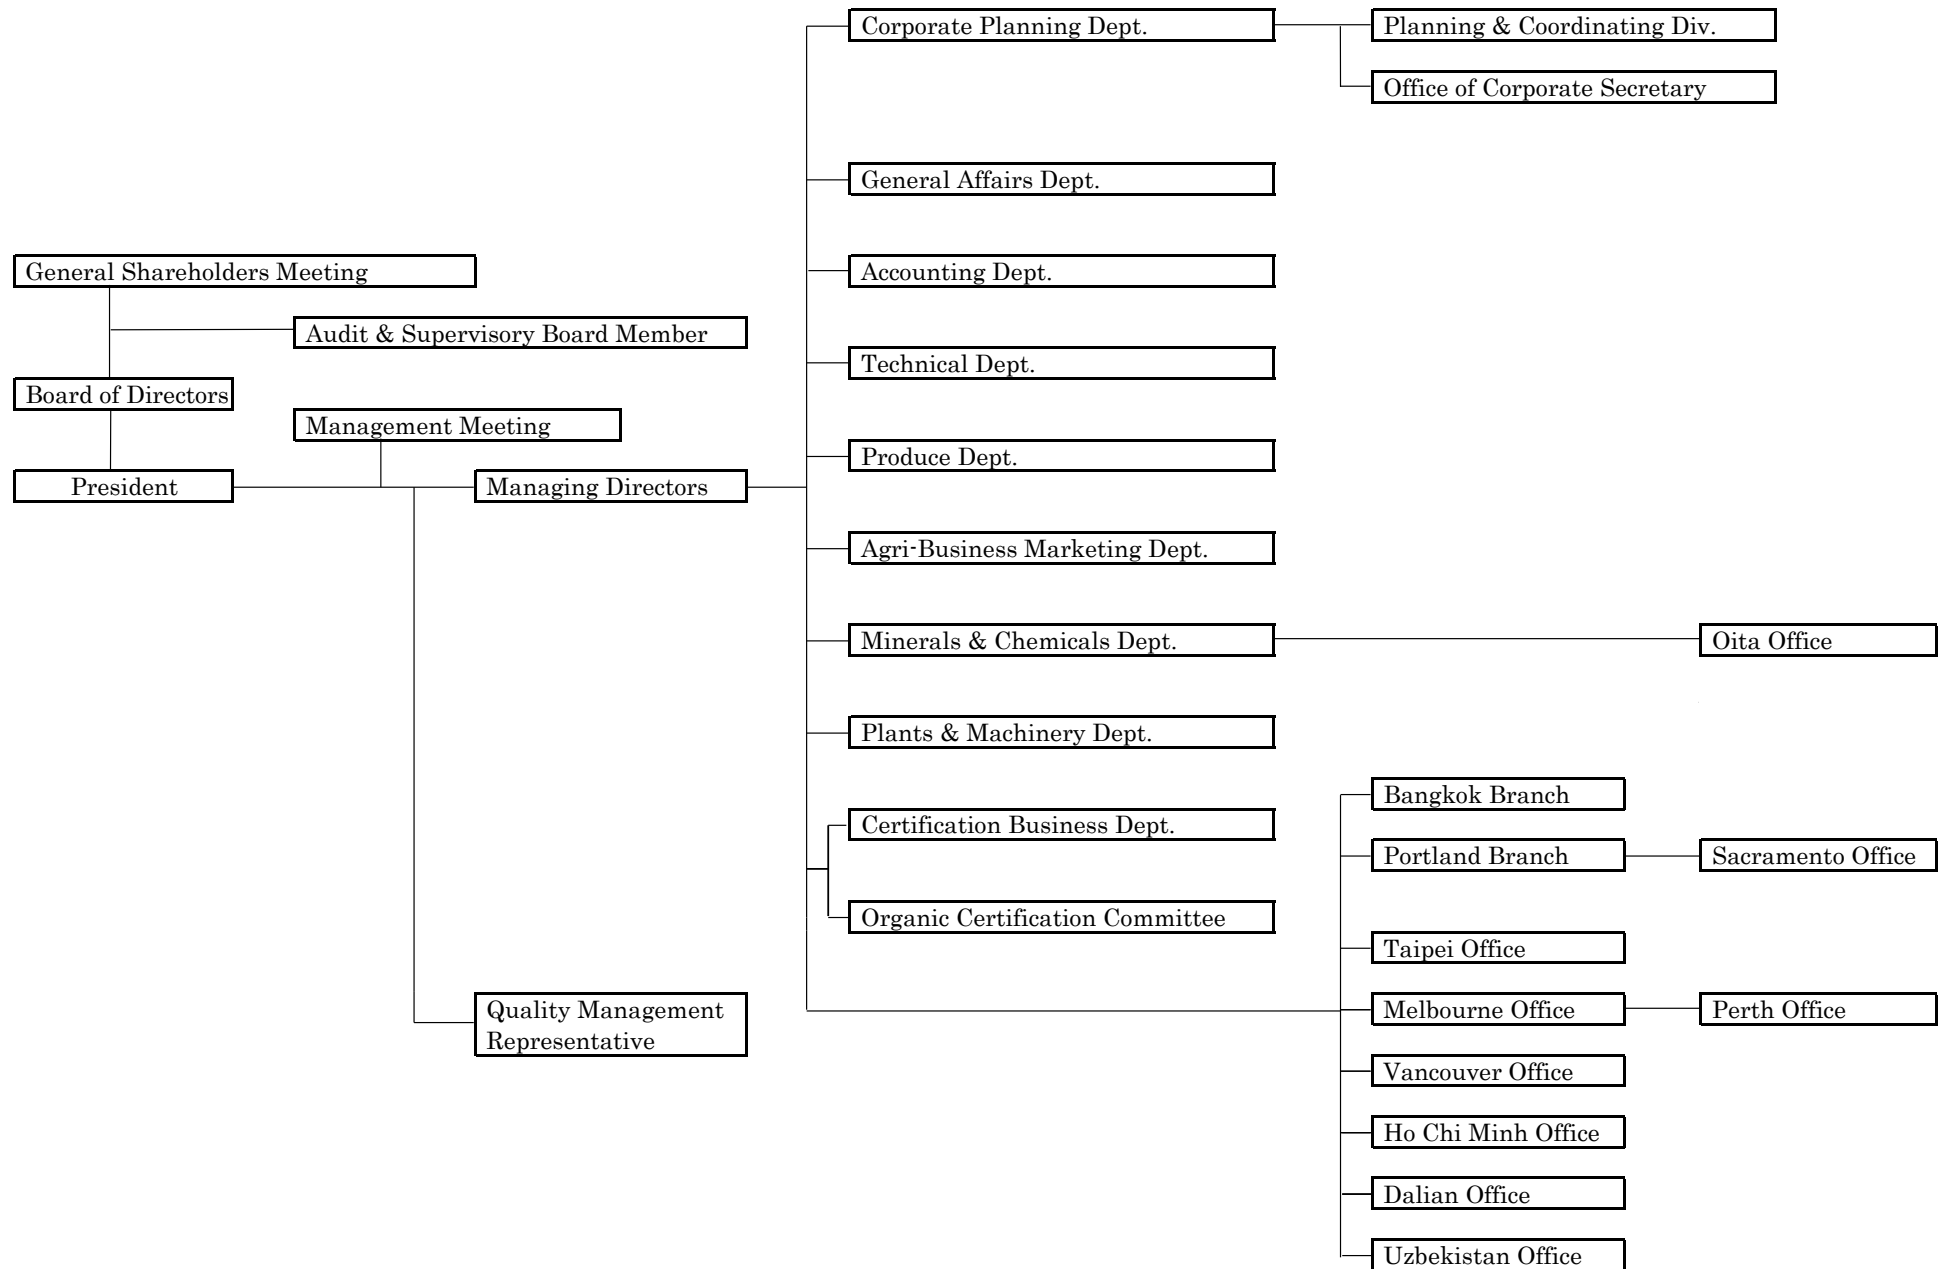 Corporate Planning Dept.
Planning & Coordinating Div.
Office of Corporate Secretary
General Affairs Dept.
General Shareholders Meeting
Accounting Dept.
Audit & Supervisory Board Member
Technical Dept.
Board of Directors
Management Meeting
Produce Dept.
President
Managing Directors
Agri-Business Marketing Dept.
Minerals & Chemicals Dept.
Oita Office
Plants & Machinery Dept.
Bangkok Branch
Certification Business Dept.
Portland Branch
Sacramento Office
Organic Certification Committee
Taipei Office
Quality Management
Representative
Melbourne Office
Perth Office
Vancouver Office
Ho Chi Minh Office
Dalian Office
Uzbekistan Office